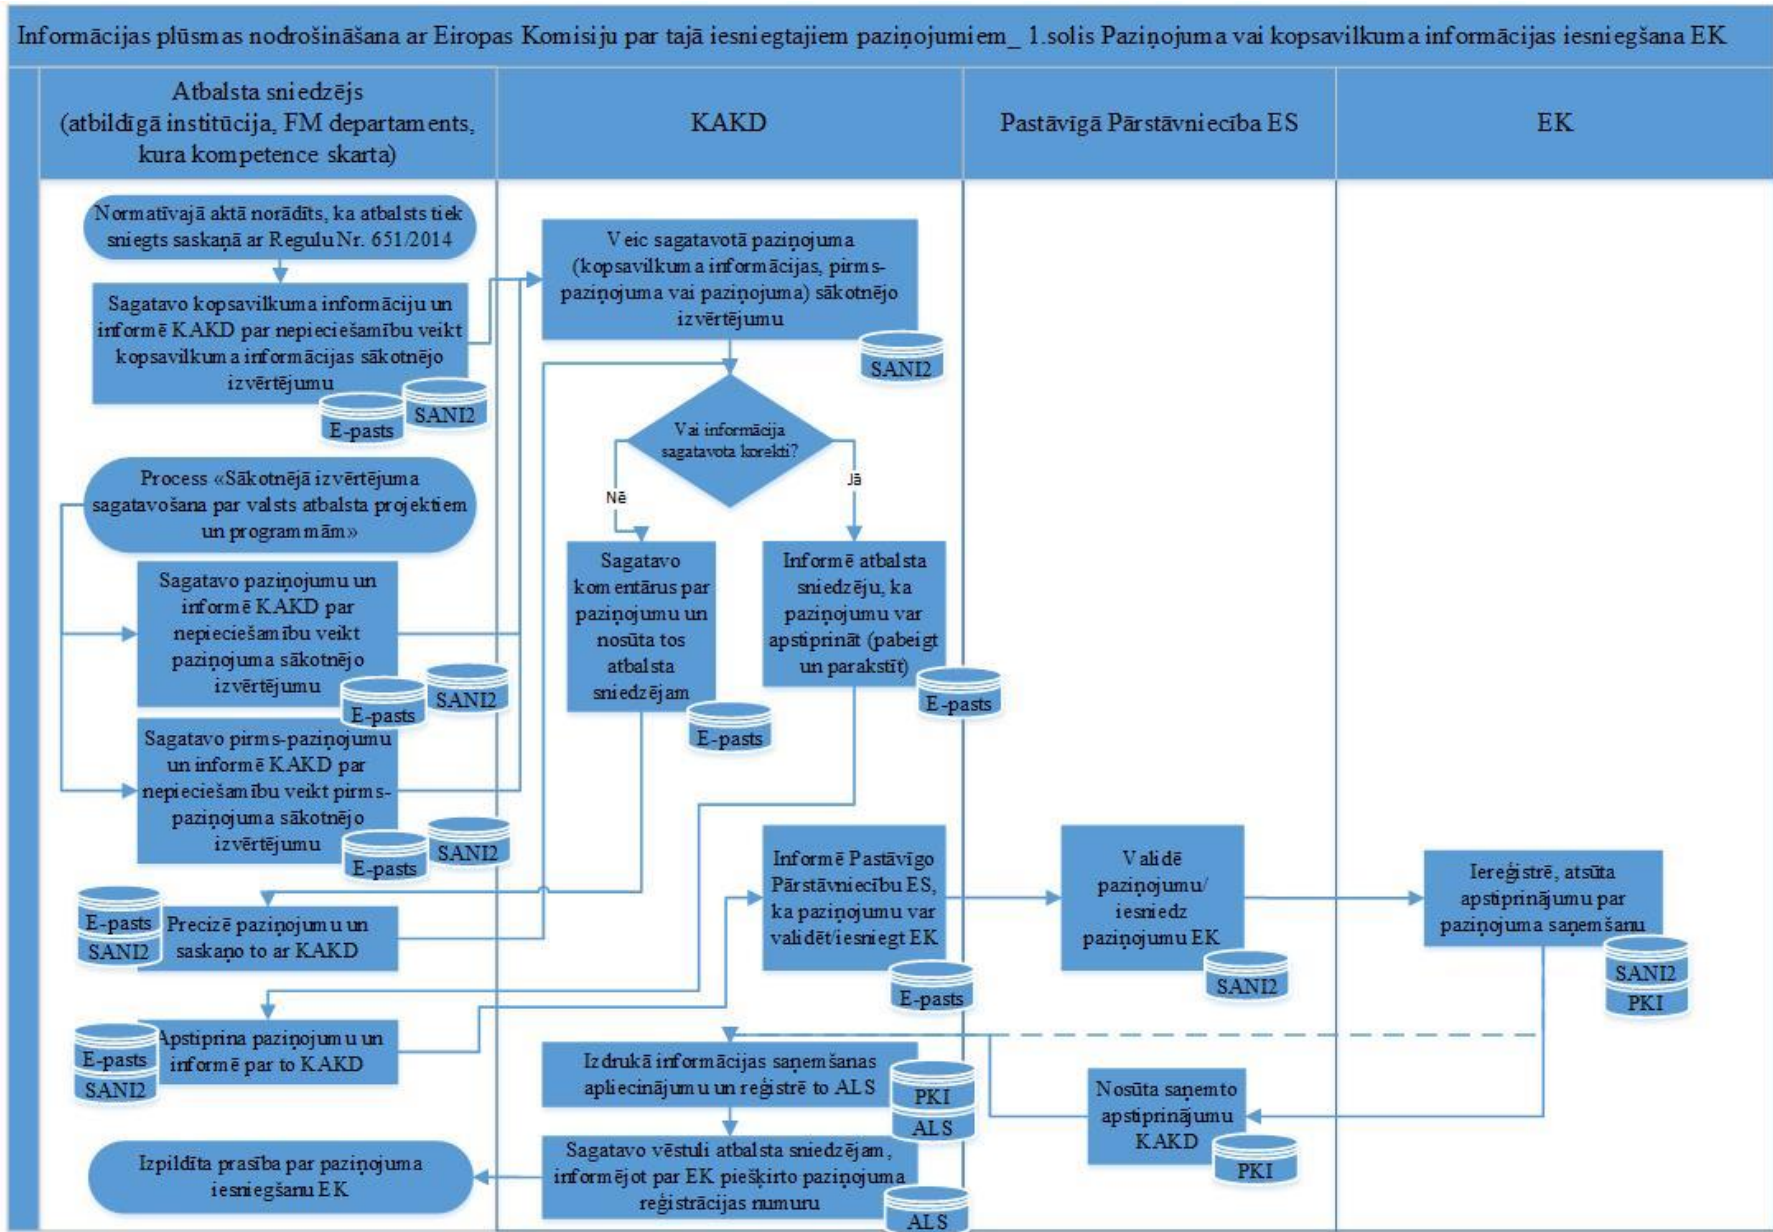 Informācijas plūsmas nodrošināšana ar Eiropas Komisiju par tajā iesniegtajiem paziņojumiem_ 1.solis Paziņojuma vai kopsavilkuma informācijas iesniegšana EK
Atbalsta sniedzējs
(atbildīgā institūcija, FM departaments,
kura kompetence skarta)
KAKD
Pastāvīgā Pārstāvniecība ES
EK
Normatīvajā aktā norādīts, ka atbalsts tiek
sniegts saskaņā ar Regulu Nr. 651/2014
Sagatavo kopsavilkuma informāciju un
informē KAKD par nepieciešamību veikt
kopsavilkuma informācijas sākotnējo
izvērtējumu
E-pasts
SANI2
Veic sagatavotā paziņojuma
(kopsavilkuma informācijas, pirms-
paziņojuma vai paziņojuma) sākotnējo
izvērtējumu
SANI2
Vai informācija
sagatavota korekti?
Nē
Jā
Process «Sākotnējā izvērtējuma
sagatavošana par valsts atbalsta projektiem
un programmām»
Sagatavo paziņojumu un
informē KAKD par
nepieciešamību veikt
paziņojuma sākotnējo
izvērtējumu
E-pasts
SANI2
Sagatavo komentārus par
paziņojumu un
nosūta tos
atbalsta
sniedzējam
E-pasts
Informē atbalsta
sniedzēju, ka
paziņojumu var
apstiprināt (pabeigt
un parakstīt)
E-pasts
Sagatavo pirms-paziņojumu
un informē KAKD par
nepieciešamību veikt pirms-
paziņojuma sākotnējo
izvērtējumu
E-pasts
SANI2
Precizē paziņojumu un
saskaņo to ar KAKD
E-pasts
SANI2
Apstiprina paziņojumu un
informē par to KAKD
E-pasts
SANI2
Informē Pastāvīgo
Pārstāvniecību ES,
ka paziņojumu var
validēt/iesniegt EK
E-pasts
Validē
paziņojumu/
iesniedz
paziņojumu EK
SANI2
Iereģistrē, atsūta
apstiprinājumu par
paziņojuma saņemšanu
SANI2
PKI
Nosūta saņemto
apstiprinājumu
KAKD
PKI
Izdrukā informācijas saņemšanas
apliecinājumu un reģistrē to ALS
PKI
ALS
Sagatavo vēstuli atbalsta sniedzējam,
informējot par EK piešķirto paziņojuma
reģistrācijas numuru
ALS
Izpildīta prasība par paziņojuma
iesniegšanu EK